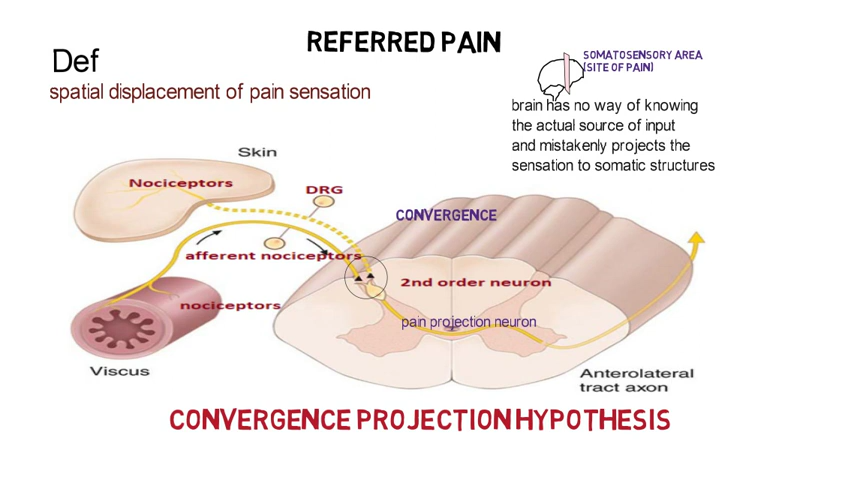 REFERRED PAIN
Def
spatial displacement of pain sensation
SOMATOSENSORY AREA
(SITE OF PAIN)
brain has no way of knowing
the actual source of input
and mistakenly projects the
sensation to somatic structures
Skin
Nociceptors
DRG
CONVERGENCE
afferent nociceptors
2nd order neuron
nociceptors
pain projection neuron
Viscus
Anterolateral
tract axon
CONVERGENCE PROJECTION HYPOTHESIS